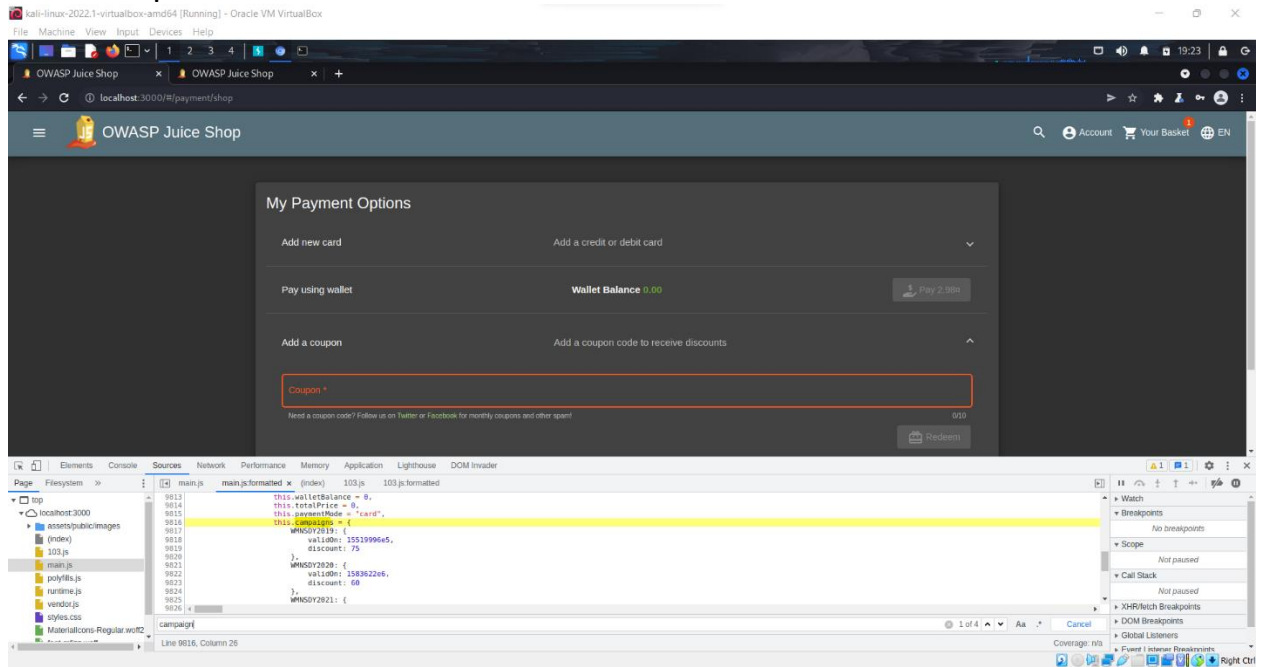 kali-linux-2022.1-virtualbox-amd64 [Running] - Oracle VM VirtualBox
File Machine View Input Devices Help
1 2 3 4 19:23
OWASP Juice Shop × OWASP Juice Shop × +
localhost:3000/#/payment/shop
OWASP Juice Shop Account Your Basket 1 EN
My Payment Options
Add new card Add a credit or debit card
Pay using wallet Wallet Balance 0.00 Pay 2.98¤
Add a coupon Add a coupon code to receive discounts
Coupon *
Need a coupon code? Follow us on Twitter or Facebook for monthly coupons and other spam! 0/10
Redeem
Elements Console Sources Network Performance Memory Application Lighthouse DOM Invader 1 1
Page Filesystem » main.js main.js:formatted × (index) 103.js 103.js:formatted
top
localhost:3000
assets/public/images
(index)
103.js
main.js
polyfills.js
runtime.js
vendor.js
styles.css
MaterialIcons-Regular.woff2
9813 this.walletBalance = 0,
9814 this.totalPrice = 0,
9815 this.paymentMode = "card",
9816 this.campaigns = {
9817 WMNSDY2019: {
9818 validOn: 15519996e5,
9819 discount: 75
9820 },
9821 WMNSDY2020: {
9822 validOn: 1583622e6,
9823 discount: 60
9824 },
9825 WMNSDY2021: {
9826
campaign 1 of 4 Aa .* Cancel
Line 9816, Column 26 Coverage: n/a
Watch
Breakpoints
No breakpoints
Scope
Not paused
Call Stack
Not paused
XHR/fetch Breakpoints
DOM Breakpoints
Global Listeners
Event Listener Breakpoints
Right Ctrl